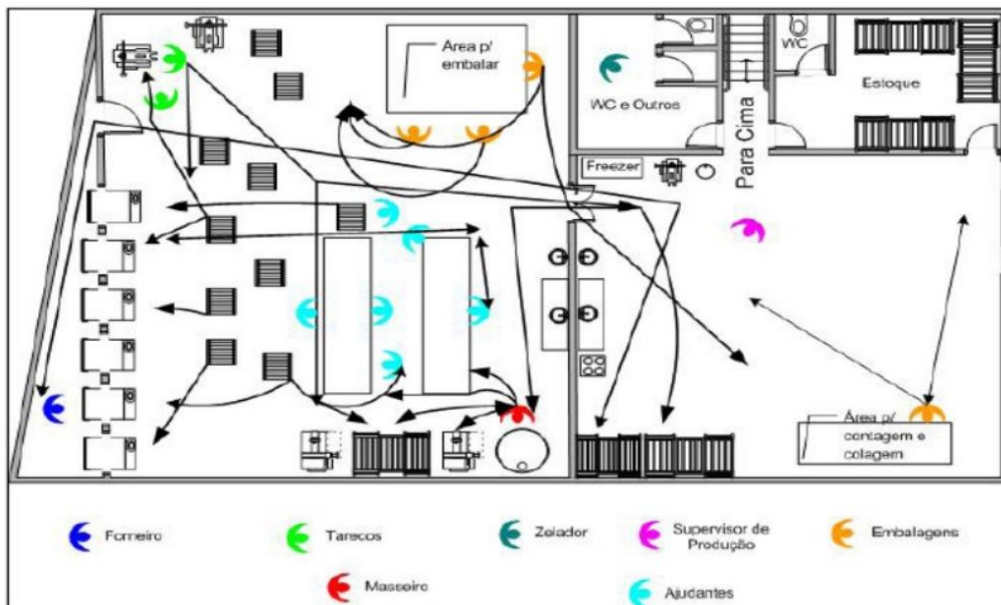 Área p/
embalar
WC
Estoque
WC e Outros
Para Cima
Freezer
Área p/
contagem e
colagem
Forneiro
Tarecos
Zelador
Supervisor de
Produção
Embalagens
Masseiro
Ajudantes